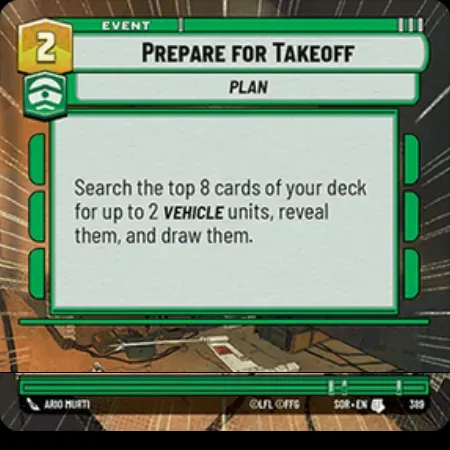 EVENT
2
PREPARE FOR TAKEOFF
PLAN
Search the top 8 cards of your deck
for up to 2 VEHICLE units, reveal
them, and draw them.
ARIO MURTI
©LFL ©FFG
SOR • EN
389